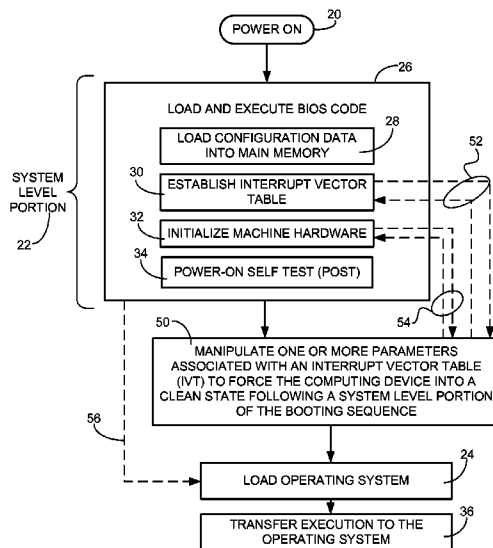 POWER ON
20
26
LOAD AND EXECUTE BIOS CODE
28
LOAD CONFIGURATION DATA
INTO MAIN MEMORY
52
30
ESTABLISH INTERRUPT VECTOR
TABLE
SYSTEM
LEVEL
PORTION
22
32
INITIALIZE MACHINE HARDWARE
34
POWER-ON SELF TEST (POST)
54
50
MANIPULATE ONE OR MORE PARAMETERS
ASSOCIATED WITH AN INTERRUPT VECTOR TABLE
(IVT) TO FORCE THE COMPUTING DEVICE INTO A
CLEAN STATE FOLLOWING A SYSTEM LEVEL PORTION
OF THE BOOTING SEQUENCE
56
24
LOAD OPERATING SYSTEM
36
TRANSFER EXECUTION TO THE
OPERATING SYSTEM